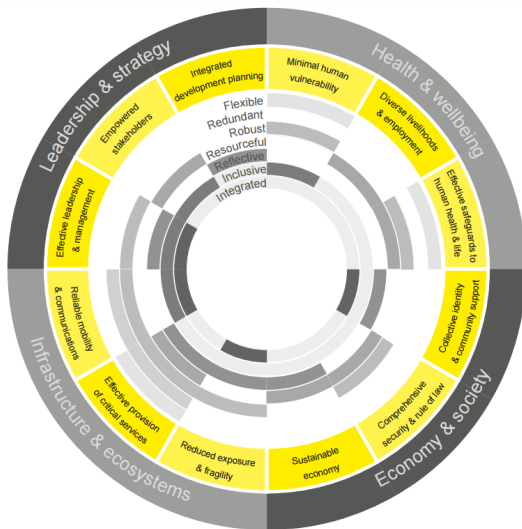 Leadership & strategy
Health & wellbeing
Economy & society
Infrastructure & ecosystems
Integrated
development planning
Minimal human
vulnerability
Diverse livelihoods
& employment
Effective safeguards to
human health & life
Collective identity
& community support
Comprehensive
security & rule of law
Sustainable
economy
Reduced exposure
& fragility
Effective provision
of critical services
Reliable mobility
& communications
Effective leadership
& management
Empowered
stakeholders
Flexible
Redundant
Robust
Resourceful
Reflective
Inclusive
Integrated